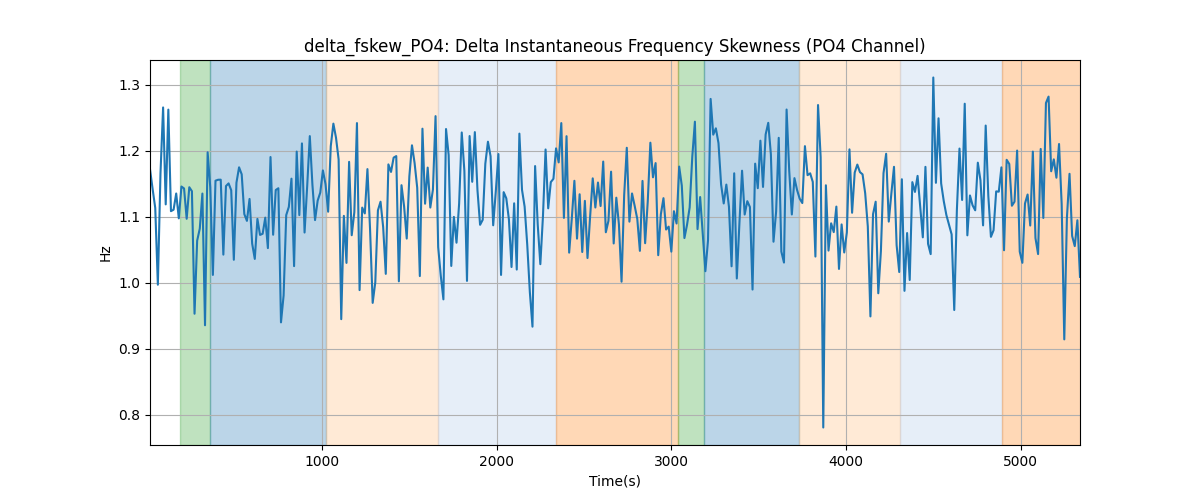 delta_fskew_PO4: Delta Instantaneous Frequency Skewness (PO4 Channel)
1.3
1.2
1.1
1.0
0.9
0.8
Hz
1000 2000 3000 4000 5000
Time(s)